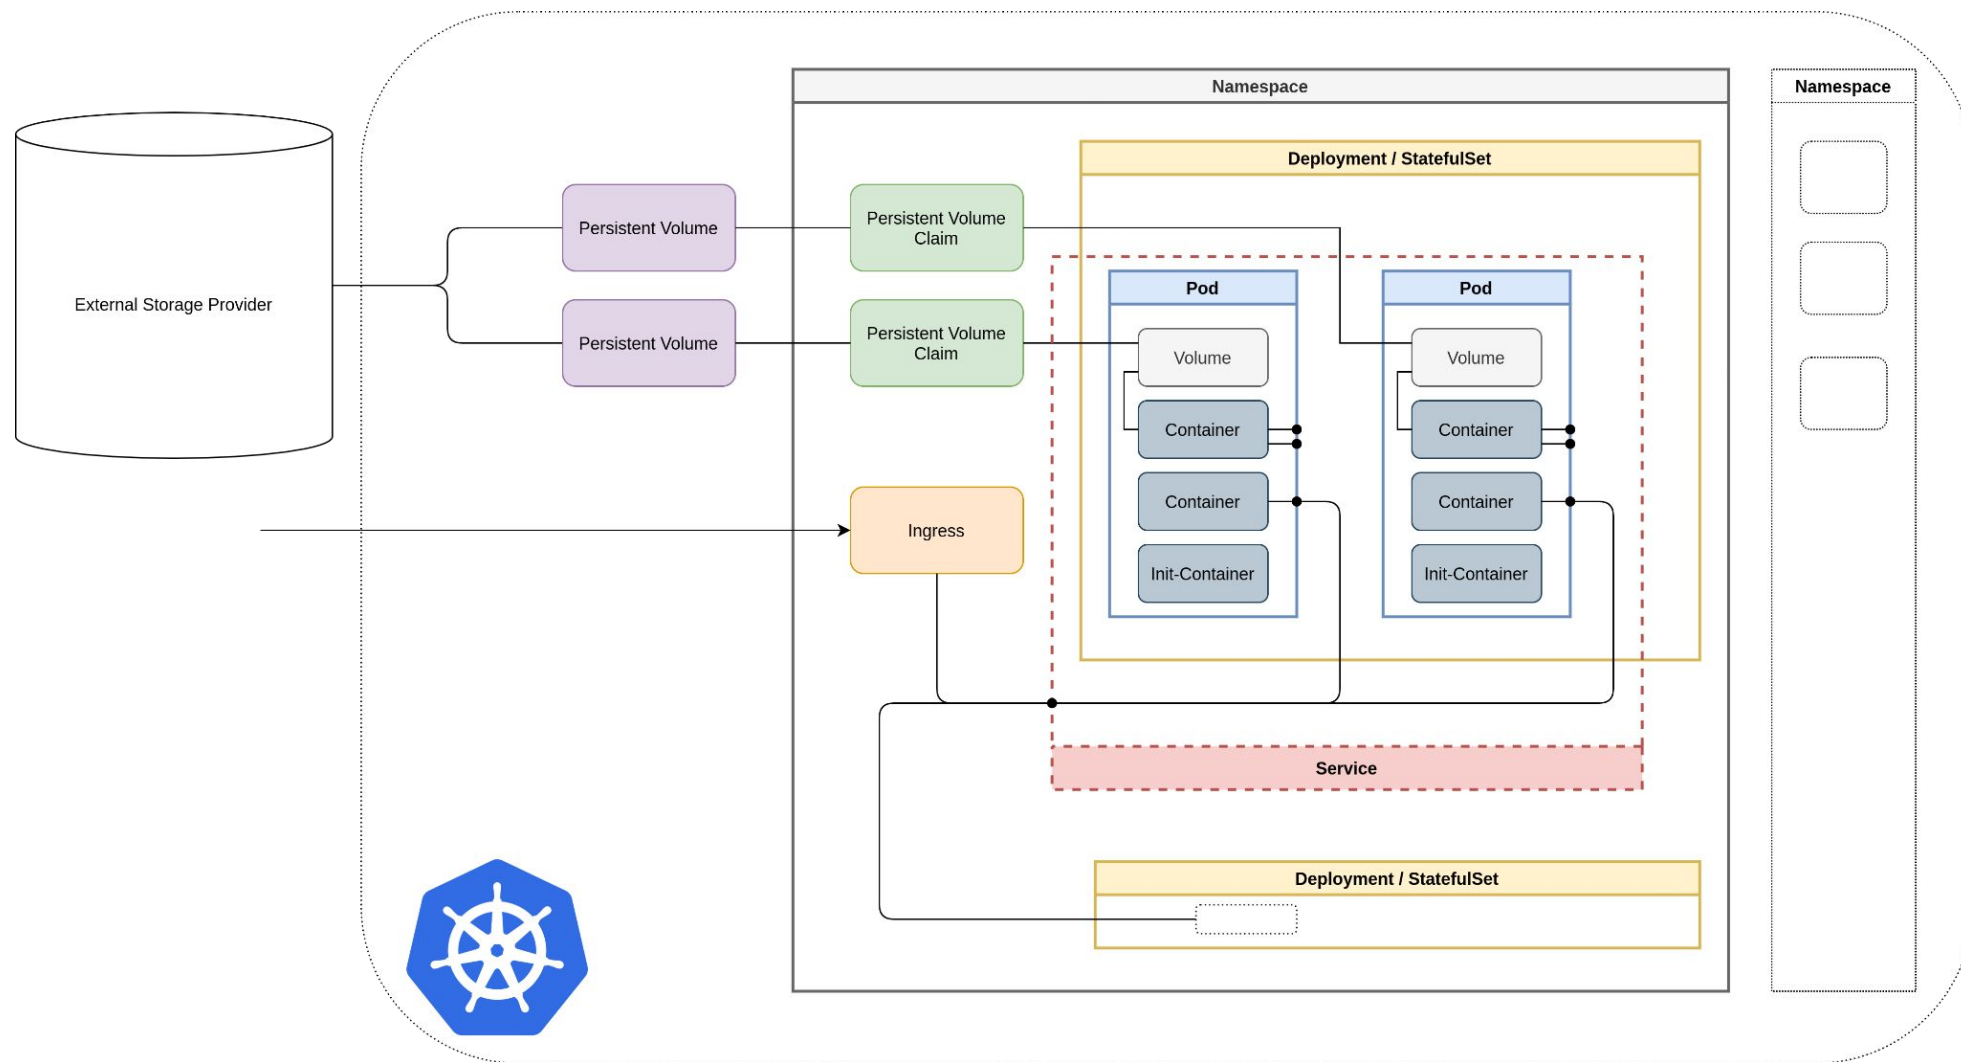 Namespace
Namespace
Deployment / StatefulSet
External Storage Provider
Persistent Volume
Persistent Volume
Claim
Persistent Volume
Persistent Volume
Claim
Pod
Volume
Container
Container
Init-Container
Pod
Volume
Container
Container
Init-Container
Ingress
Service
Deployment / StatefulSet